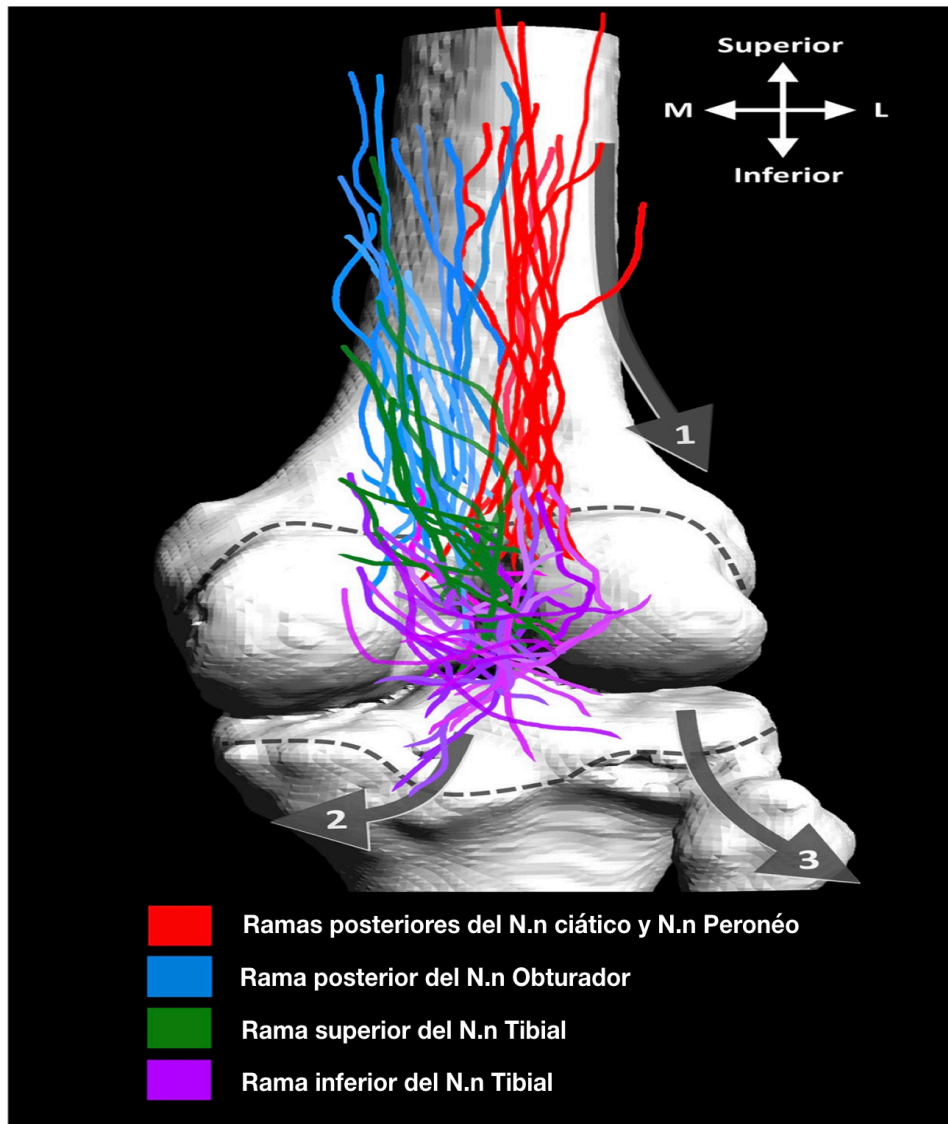 Superior
M L
Inferior
1
2
3
Ramas posteriores del N.n ciático y N.n Peronéo
Rama posterior del N.n Obturador
Rama superior del N.n Tibial
Rama inferior del N.n Tibial